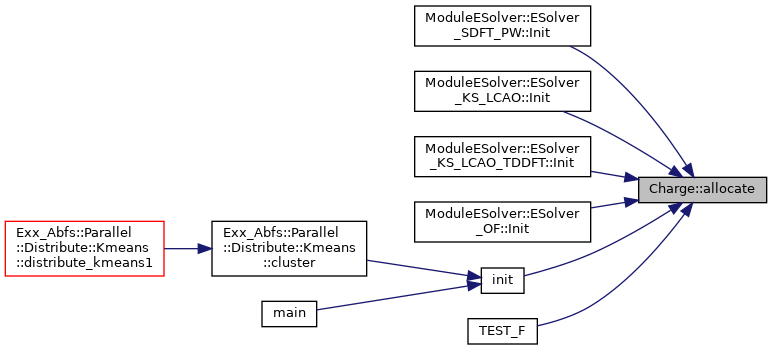 ModuleESolver::ESolver
_SDFT_PW::Init
ModuleESolver::ESolver
_KS_LCAO::Init
ModuleESolver::ESolver
_KS_LCAO_TDDFT::Init
Charge::allocate
ModuleESolver::ESolver
_OF::Init
Exx_Abfs::Parallel
::Distribute::Kmeans
::distribute_kmeans1
Exx_Abfs::Parallel
::Distribute::Kmeans
::cluster
init
main
TEST_F